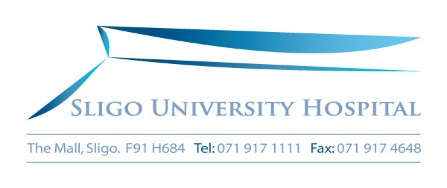 SLIGO UNIVERSITY HOSPITAL
The Mall, Sligo. F91 H684 Tel: 071 917 1111 Fax: 071 917 4648